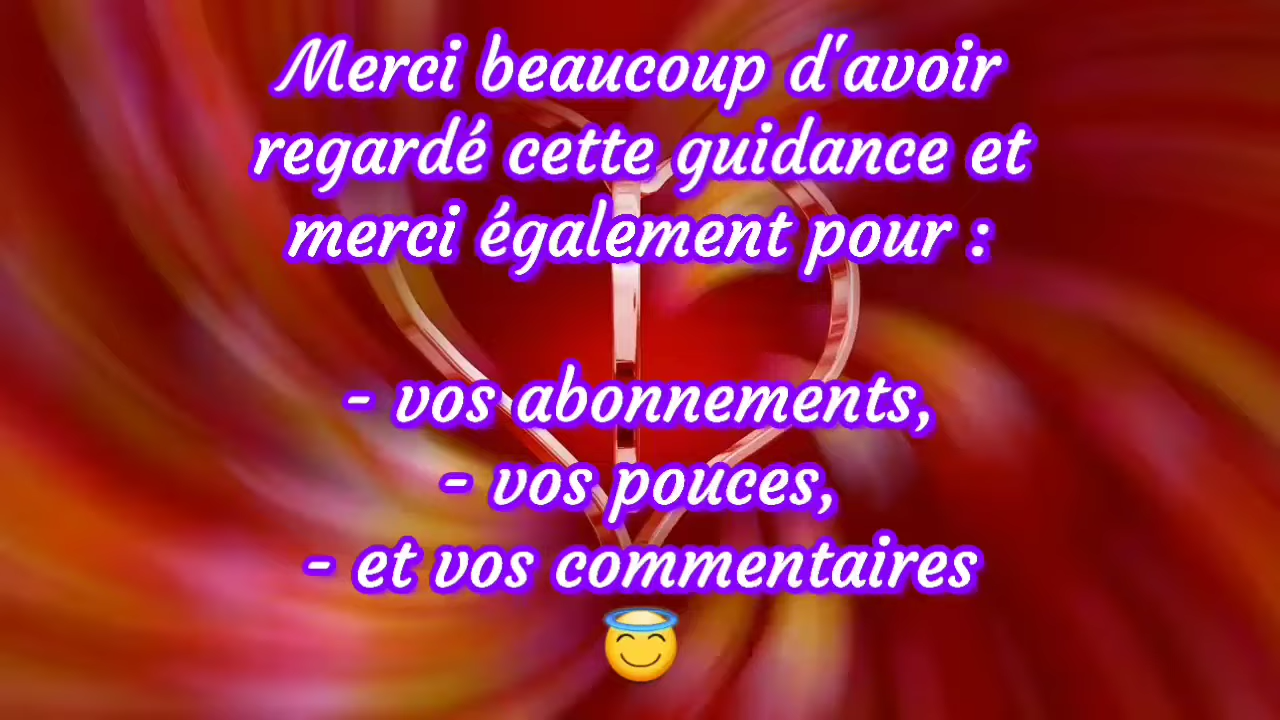 Merci beaucoup d'avoir
regardé cette guidance et
merci également pour :
- vos abonnements,
- vos pouces,
- et vos commentaires